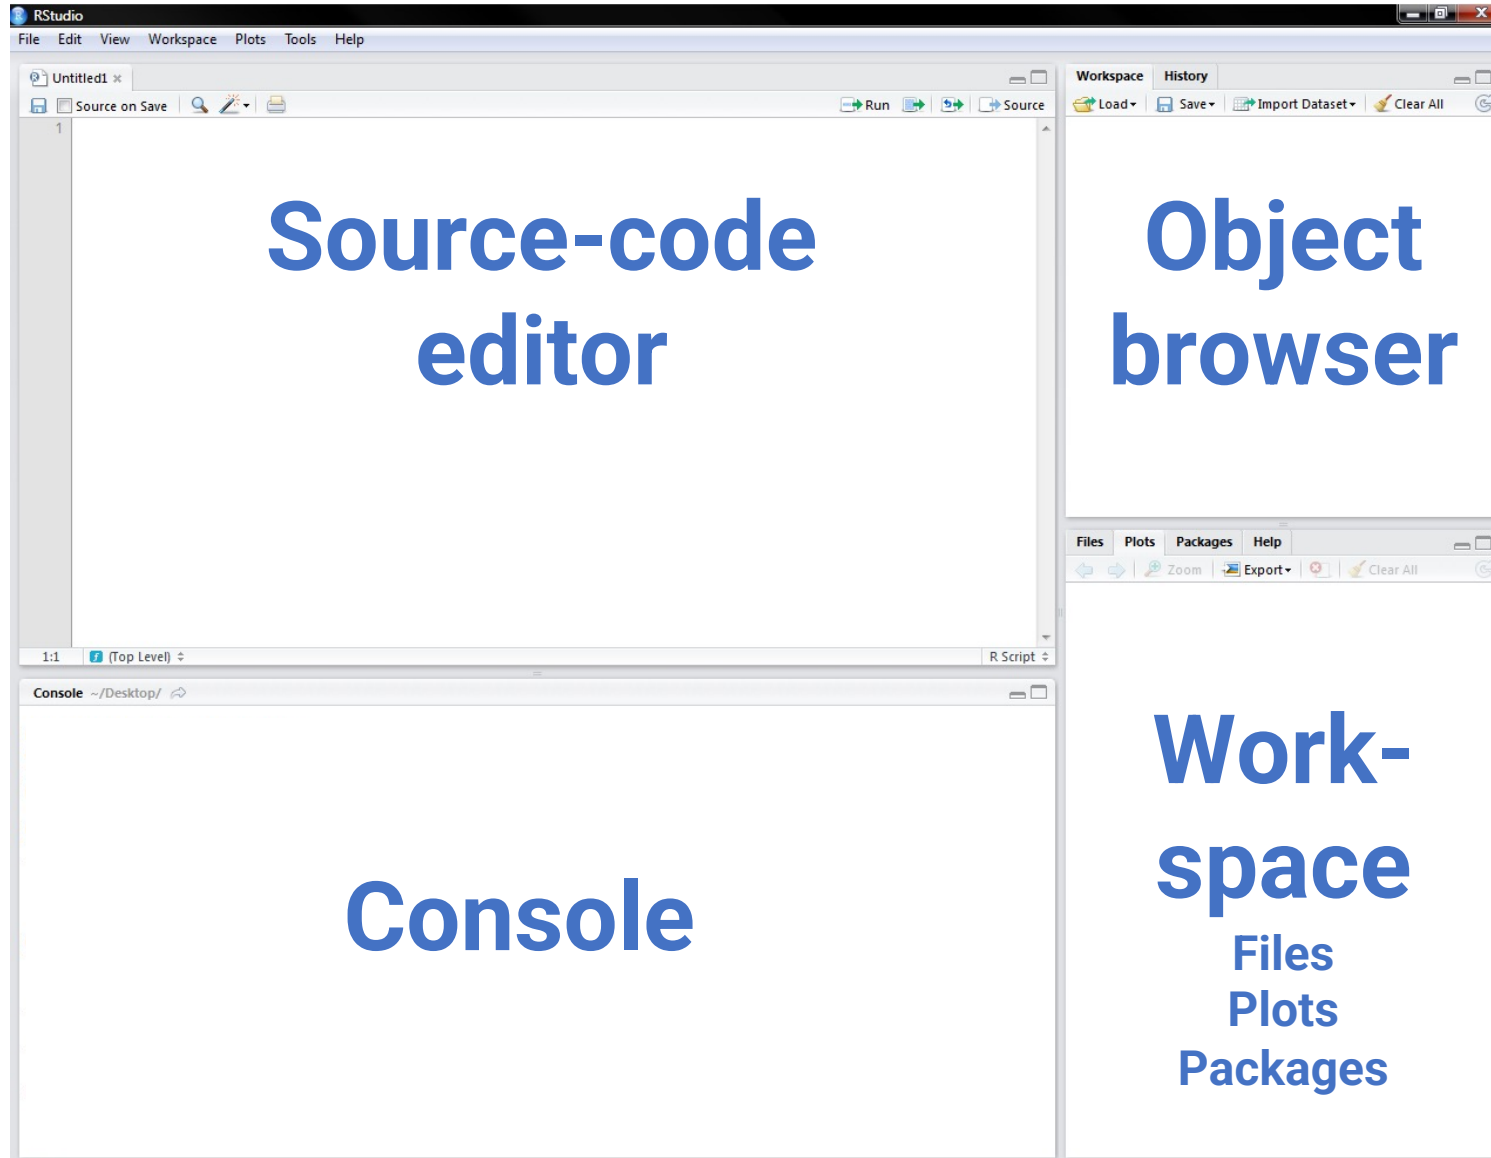 RStudio
File Edit View Workspace Plots Tools Help
Untitled1
Source on Save Run Source
1
Source-code
editor
1:1 (Top Level) R Script
Console ~/Desktop/
Console
Workspace History
Load Save Import Dataset Clear All
Object
browser
Files Plots Packages Help
Zoom Export Clear All
Work-
space
Files
Plots
Packages